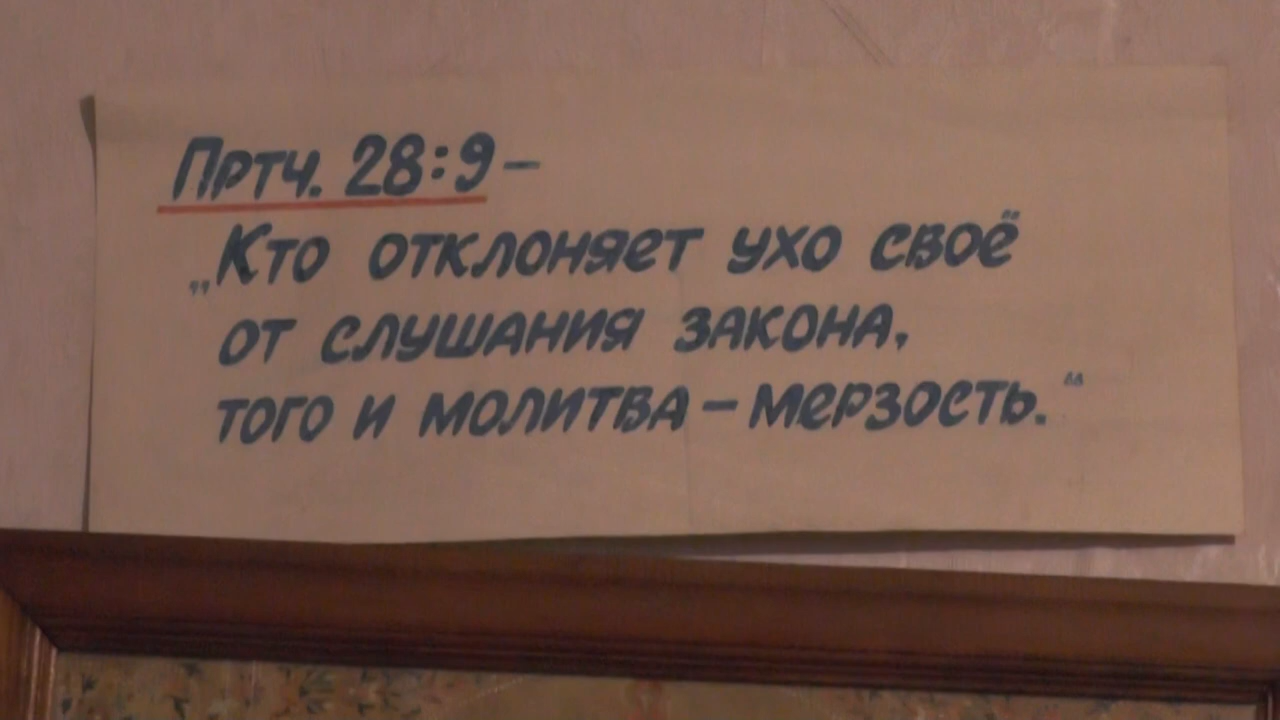 Пртч. 28:9 –
„Кто отклоняет ухо своё
от слушания закона,
того и молитва – мерзость.“